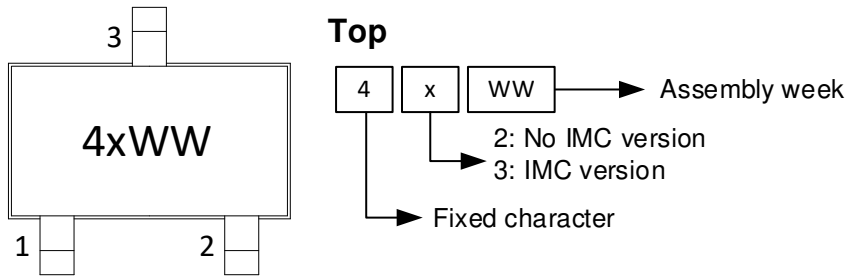 3
Top
4 x WW
Assembly week
4xWW
2: No IMC version
3: IMC version
Fixed character
1
2